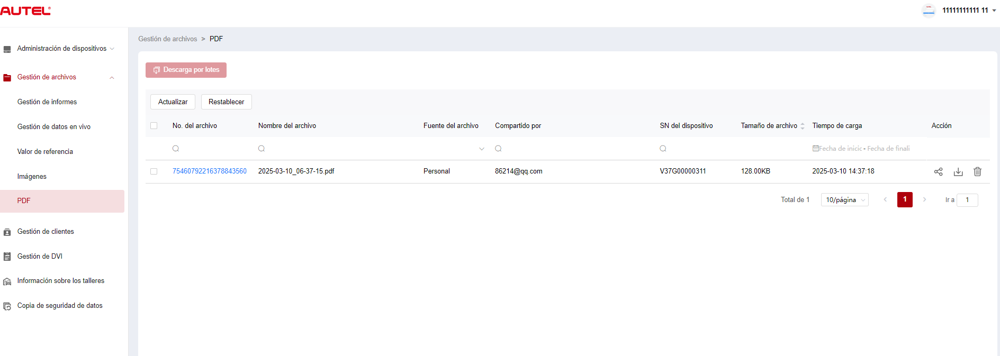 AUTEL
11111111111 11
Gestión de archivos > PDF
Administración de dispositivos
Gestión de archivos
Gestión de informes
Gestión de datos en vivo
Valor de referencia
Imágenes
PDF
Gestión de clientes
Gestión de DVI
Información sobre los talleres
Copia de seguridad de datos
Descarga por lotes
Actualizar Restablecer
No. del archivo Nombre del archivo Fuente del archivo Compartido por SN del dispositivo Tamaño de archivo Tiempo de carga Acción
Fecha de inicio - Fecha de finali
75460792216378843560 2025-03-10_06-37-15.pdf Personal 86214@qq.com V37G00000311 128.00KB 2025-03-10 14:37:18
Total de 1 10/página 1 Ir a 1